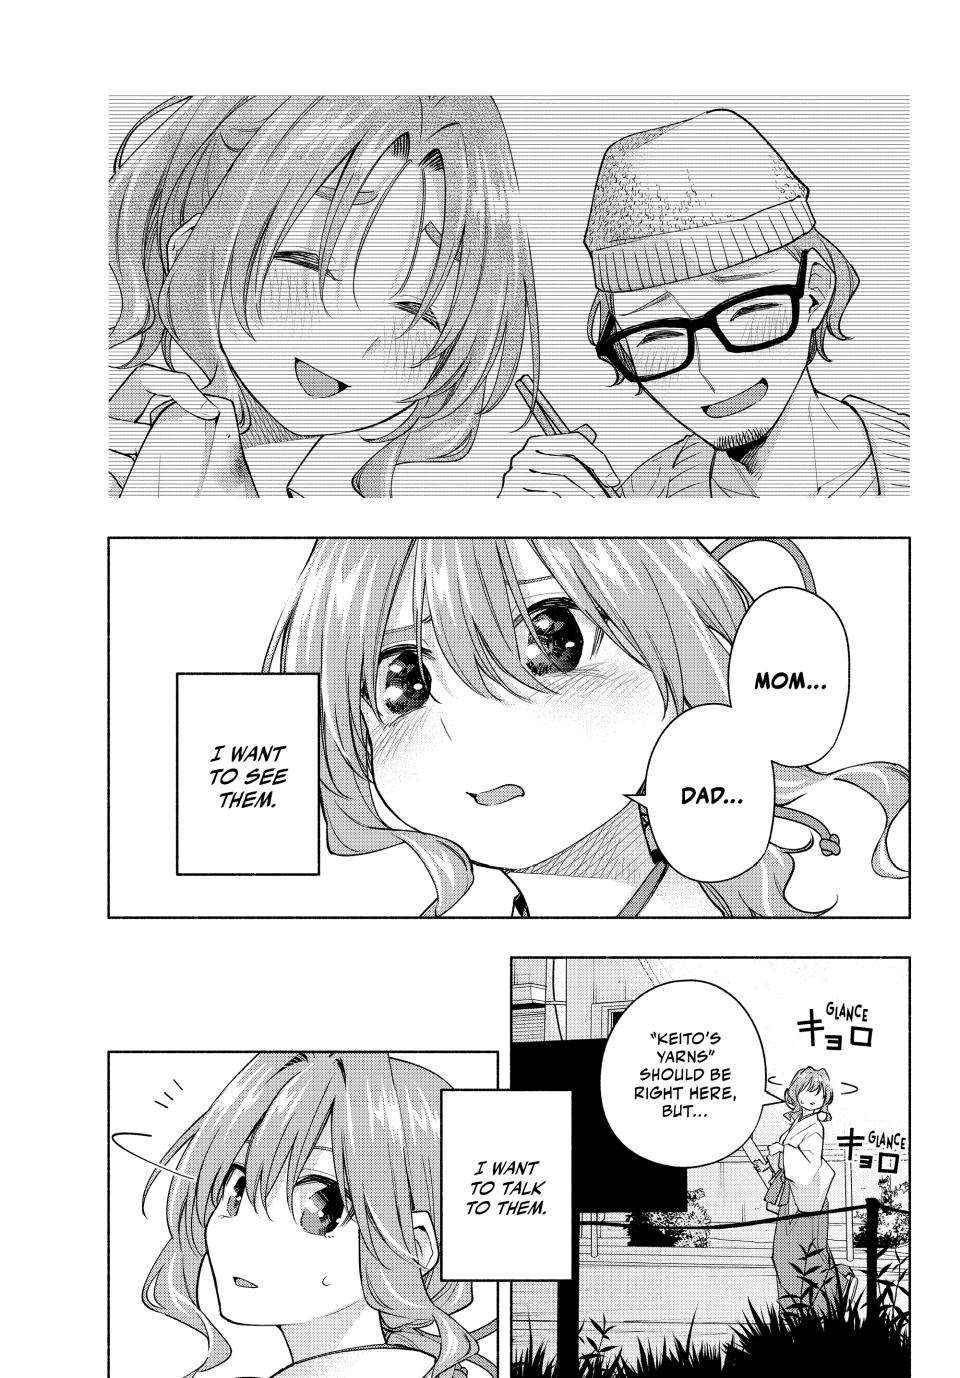 MOM...
DAD...
I WANT
TO SEE
THEM.
GLANCE
キョロ
"KEITO'S
YARNS"
SHOULD BE
RIGHT HERE,
BUT...
GLANCE
キョロ
I WANT
TO TALK
TO THEM.